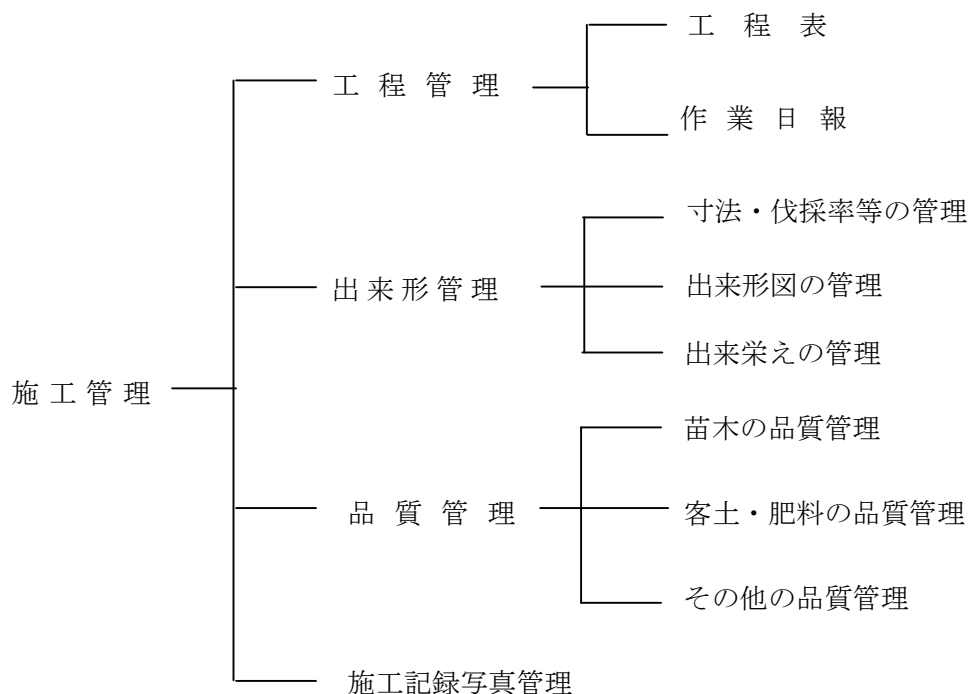 施工管理
工程管理
工程表
作業日報
出来形管理
寸法・伐採率等の管理
出来形図の管理
出来栄えの管理
品質管理
苗木の品質管理
客土・肥料の品質管理
その他の品質管理
施工記録写真管理